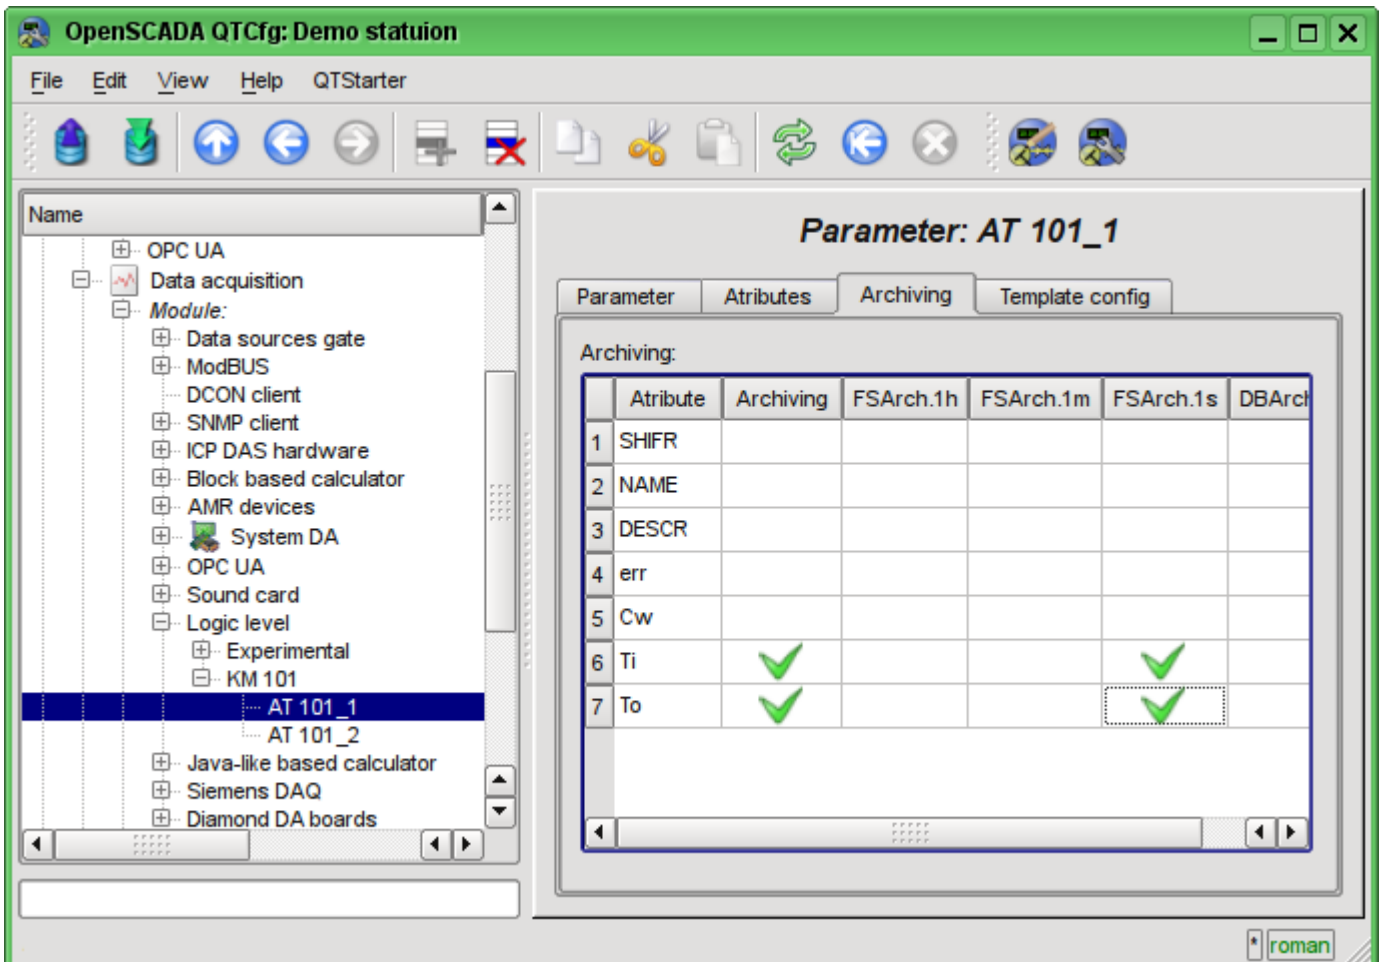 OpenSCADA QTCfg: Demo statuion
File Edit View Help QTStarter
Name
OPC UA
Data acquisition
Module:
Data sources gate
ModBUS
DCON client
SNMP client
ICP DAS hardware
Block based calculator
AMR devices
System DA
OPC UA
Sound card
Logic level
Experimental
KM 101
AT 101_1
AT 101_2
Java-like based calculator
Siemens DAQ
Diamond DA boards
Parameter: AT 101_1
Parameter Atributes Archiving Template config
Archiving:
Atribute Archiving FSArch.1h FSArch.1m FSArch.1s DBArch
1 SHIFR
2 NAME
3 DESCR
4 err
5 Cw
6 Ti
7 To
* roman